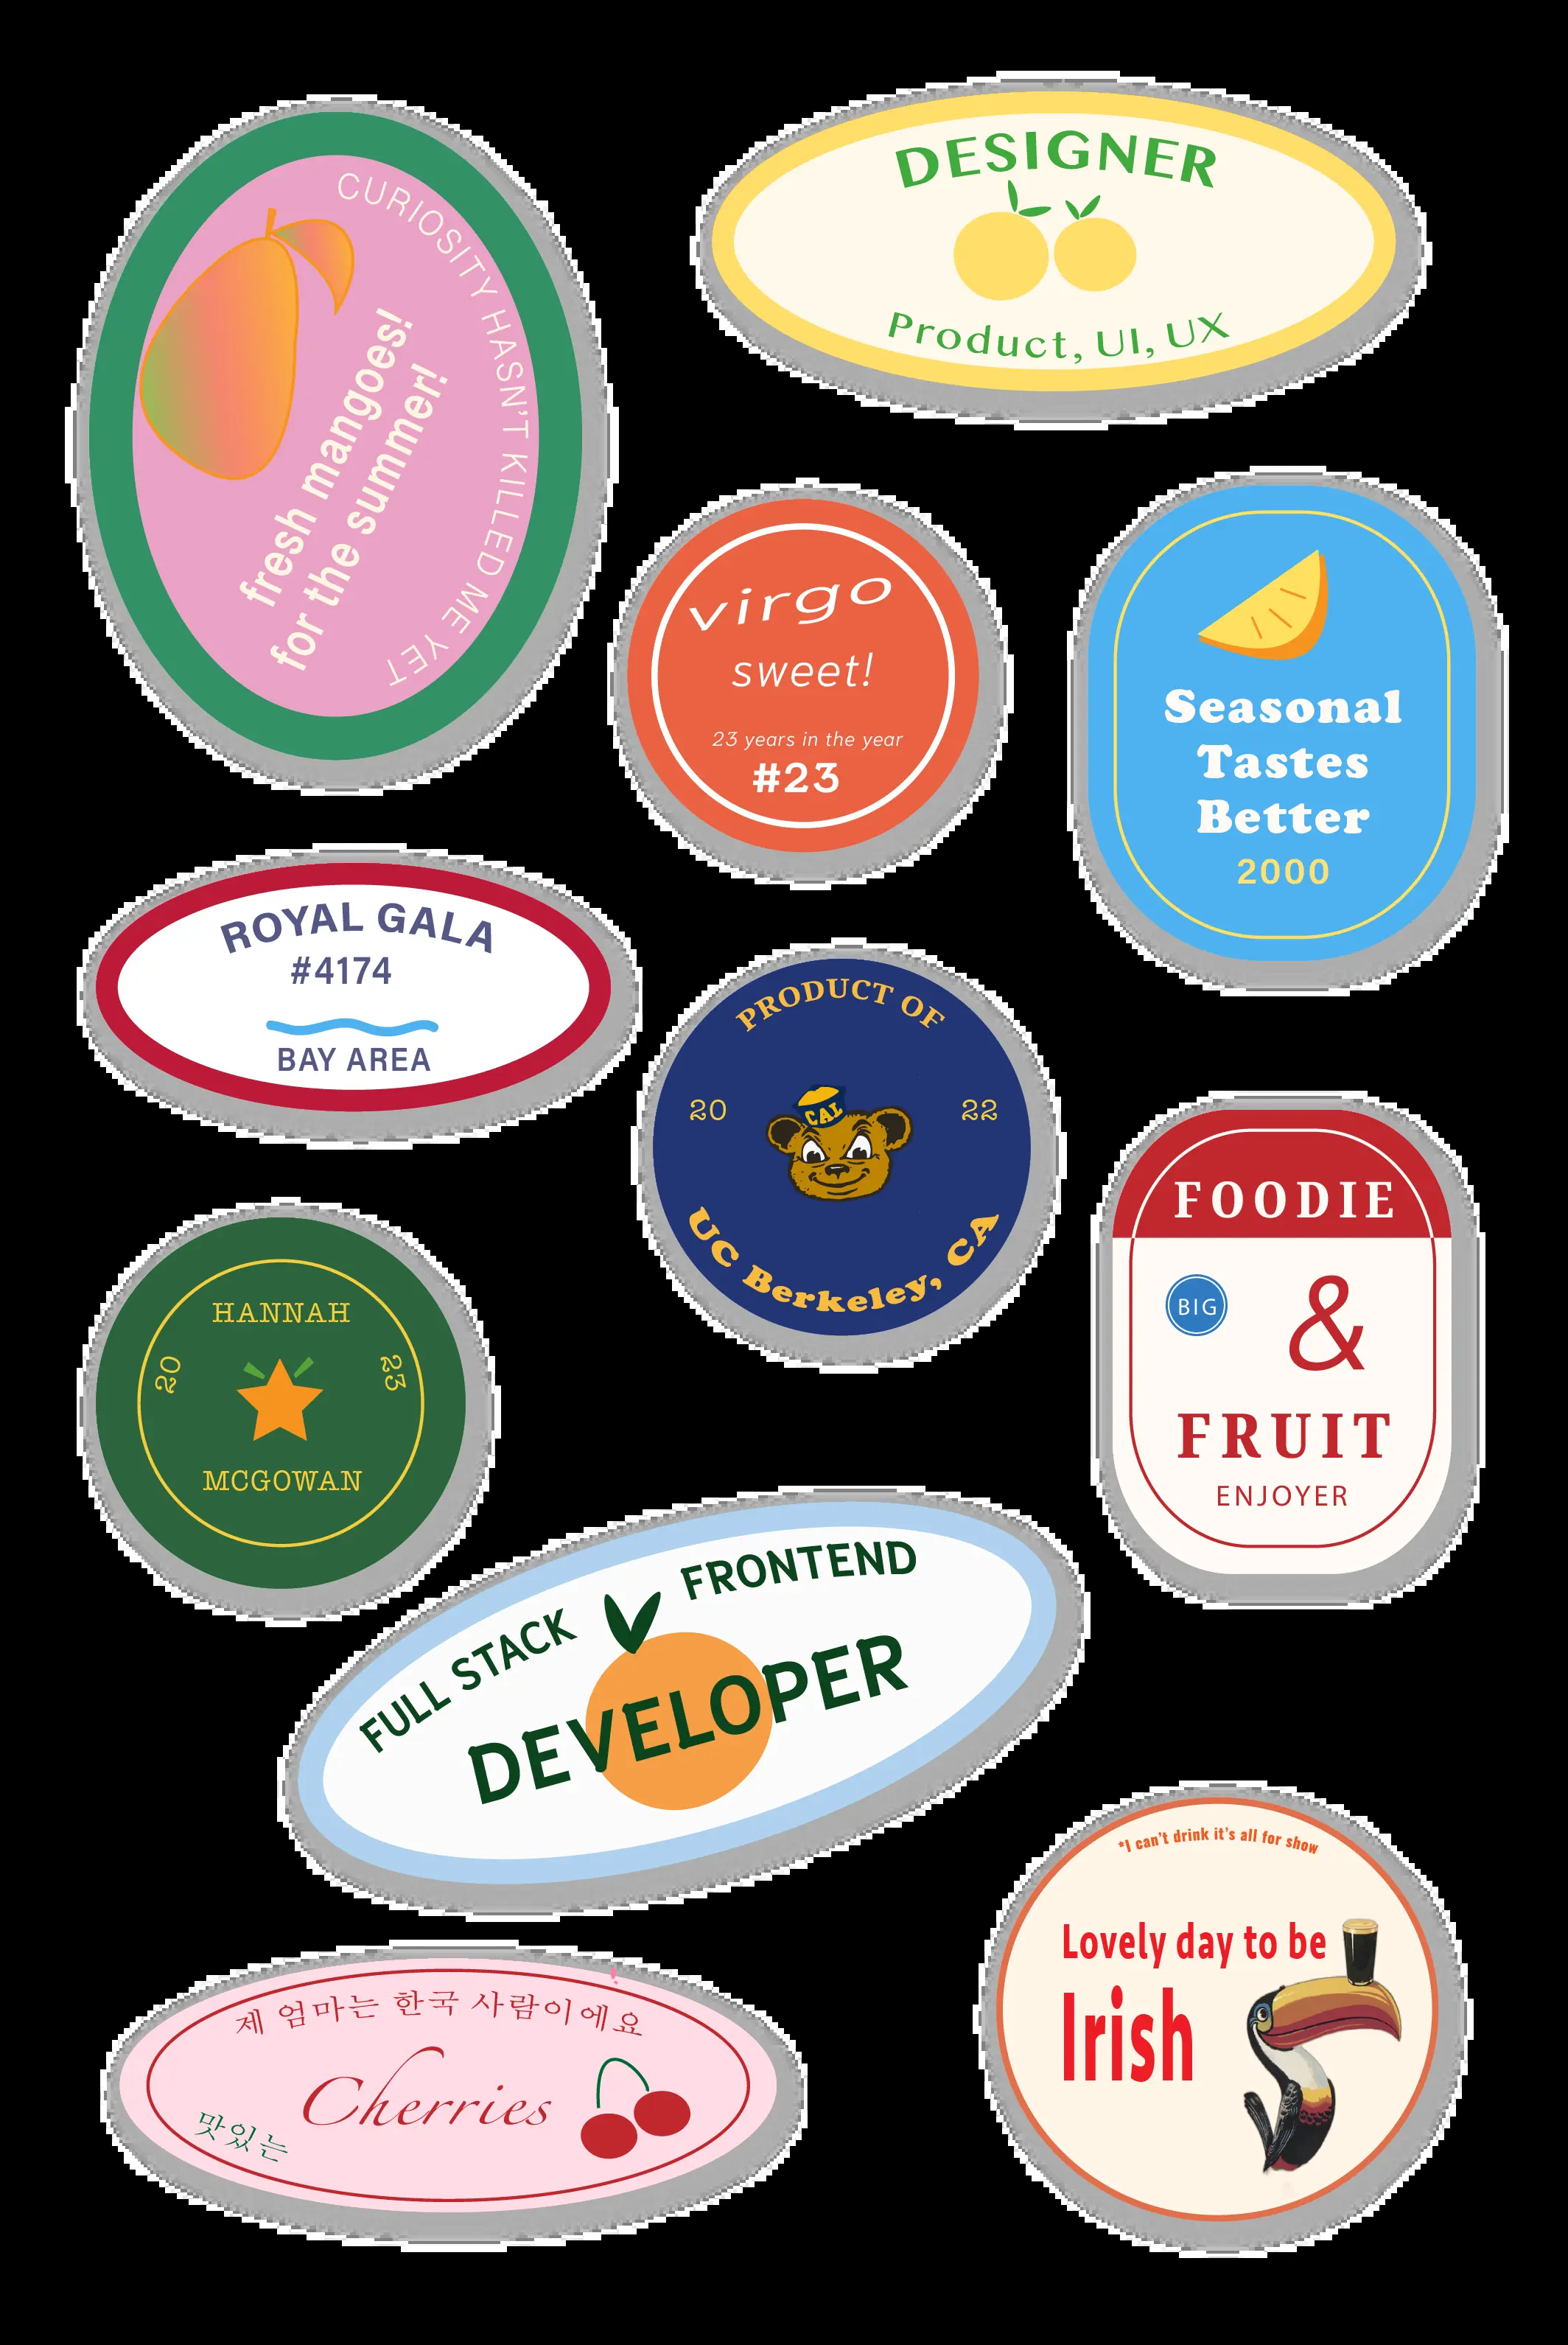 CURIOSITY HASN'T KILLED ME YET
fresh mangoes!
for the summer!
DESIGNER
Product, UI, UX
virgo
sweet!
23 years in the year
#23
Seasonal
Tastes
Better
2000
ROYAL GALA
#4174
BAY AREA
PRODUCT OF
20
CAL
22
UC Berkeley, CA
FOODIE
BIG
&
FRUIT
ENJOYER
HANNAH
20
23
MCGOWAN
FULL STACK
FRONTEND
DEVELOPER
*I can't drink it's all for show
Lovely day to be
Irish
제 엄마는 한국 사람이에요
Cherries
맛있는